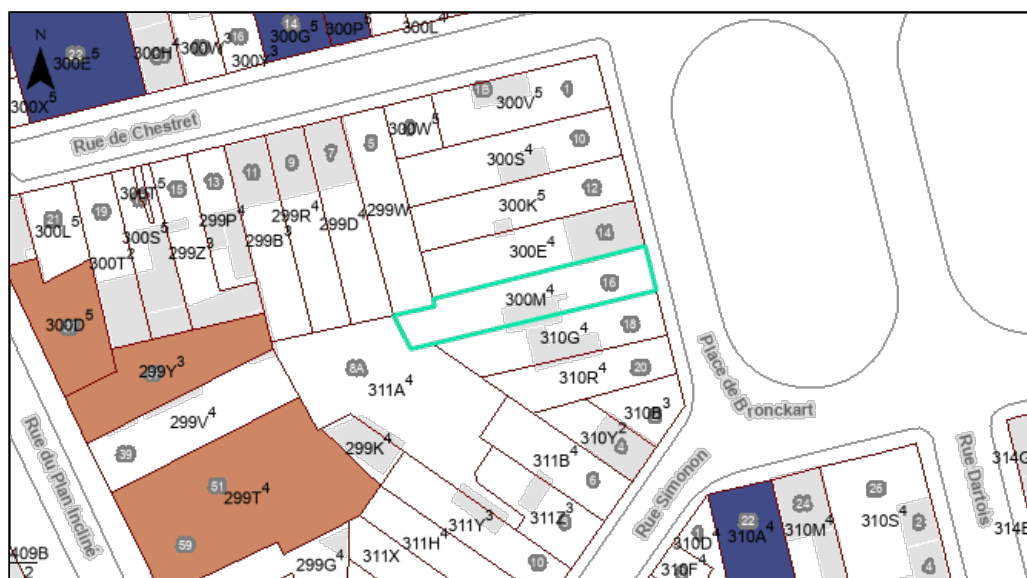 22
300E⁵
300X⁵
N
300H⁴
300W³
16
300Y³
14
300G⁵
300P⁵
300L⁴
Rue de Chestret
1B
300V⁵
1
300W⁵
5
7
9
11
13
15
19
21
300L⁵
300T²
300T⁵
300S⁵
299Z³
299P⁴
299B³
299R⁴
299D⁴
299W
300S⁴
10
300K⁵
12
300E⁴
14
300M⁴
16
310G⁴
18
310R⁴
20
310B³
310Y²
4
311B⁴
6
311Z³
10
311Y³
311H⁴
311X
299G⁴
299K⁴
8A
311A⁴
300D⁵
299Y³
299V⁴
39
51
299T⁴
59
409B
2
Rue du Plan Incliné
Place de Bronckart
Rue Simonon
Rue Darfois
22
310A⁴
24
310M⁴
26
310S⁴
2
4
310D⁴
310F⁴
314G
314E